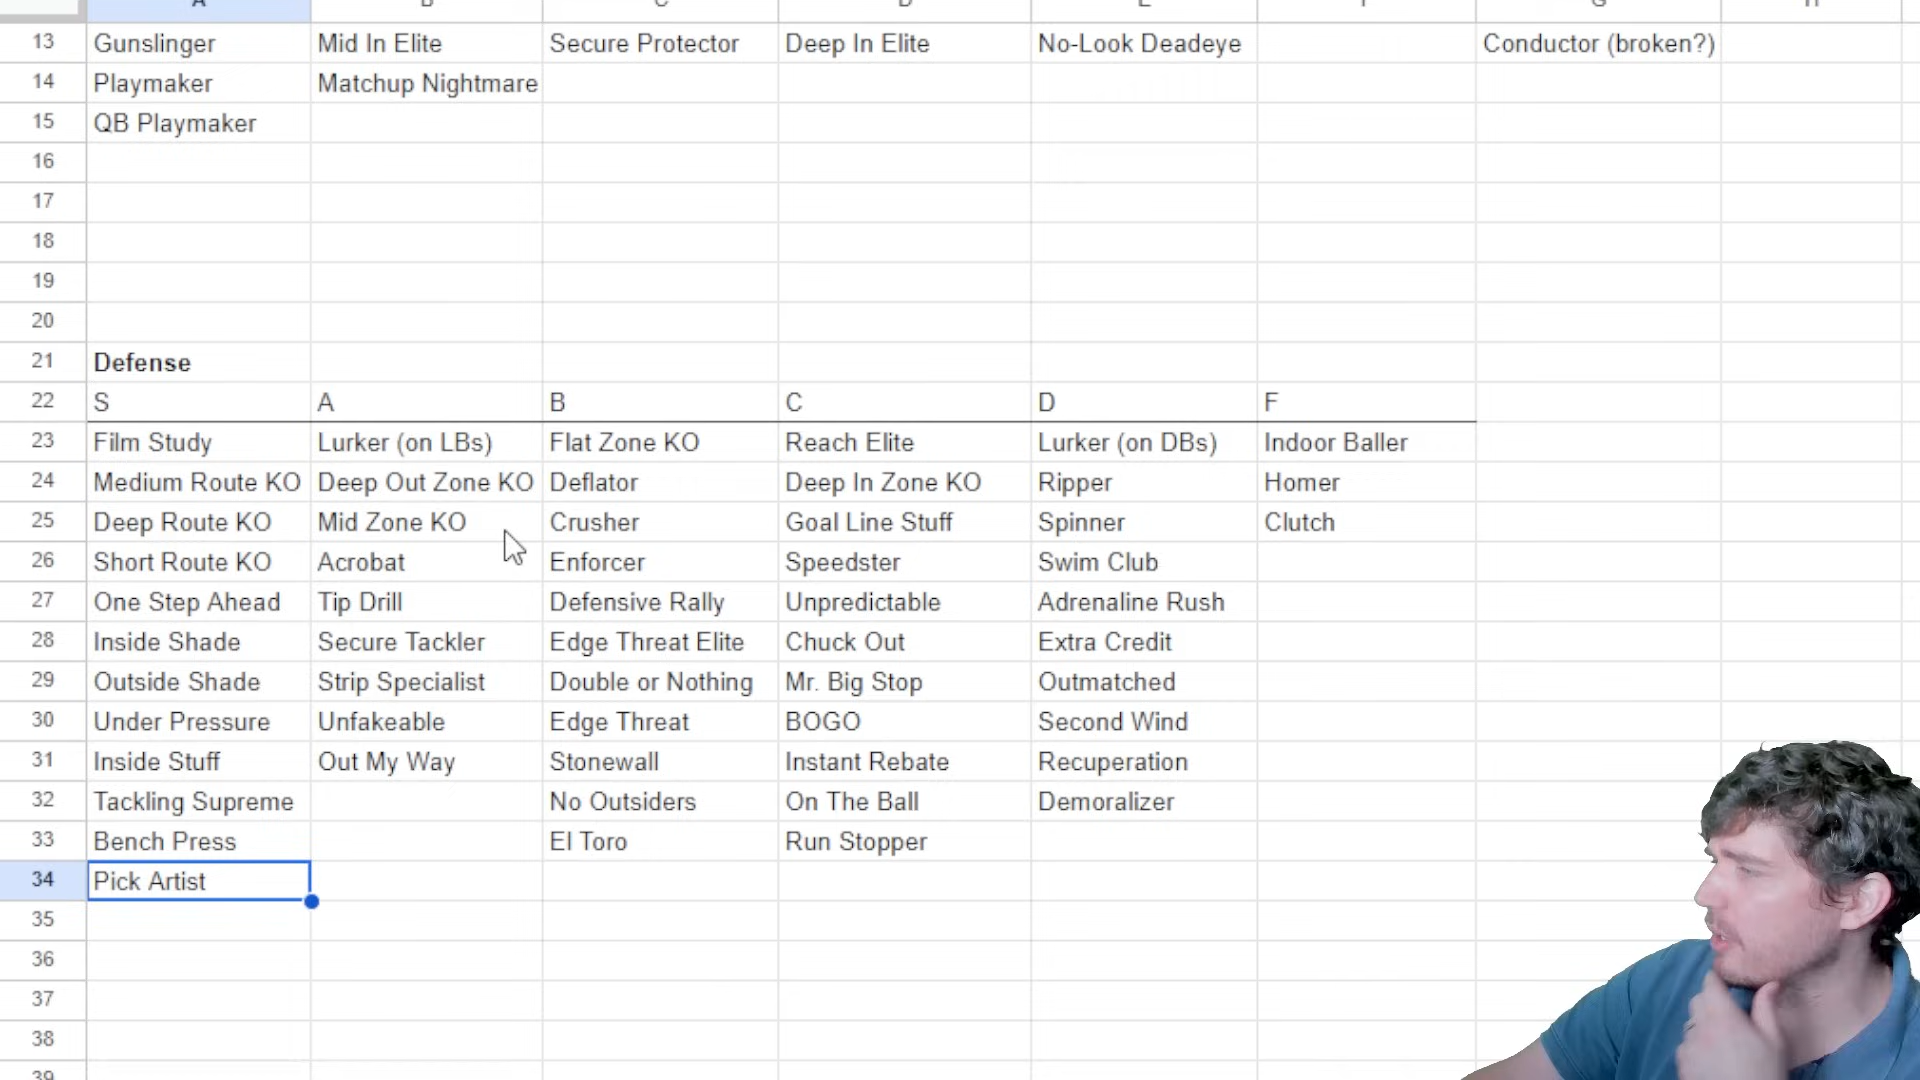 13 Gunslinger Mid In Elite Secure Protector Deep In Elite No-Look Deadeye Conductor (broken?)
14 Playmaker Matchup Nightmare
15 QB Playmaker
16
17
18
19
20
21 Defense
22 S A B C D F
23 Film Study Lurker (on LBs) Flat Zone KO Reach Elite Lurker (on DBs) Indoor Baller
24 Medium Route KO Deep Out Zone KO Deflator Deep In Zone KO Ripper Homer
25 Deep Route KO Mid Zone KO Crusher Goal Line Stuff Spinner Clutch
26 Short Route KO Acrobat Enforcer Speedster Swim Club
27 One Step Ahead Tip Drill Defensive Rally Unpredictable Adrenaline Rush
28 Inside Shade Secure Tackler Edge Threat Elite Chuck Out Extra Credit
29 Outside Shade Strip Specialist Double or Nothing Mr. Big Stop Outmatched
30 Under Pressure Unfakeable Edge Threat BOGO Second Wind
31 Inside Stuff Out My Way Stonewall Instant Rebate Recuperation
32 Tackling Supreme No Outsiders On The Ball Demoralizer
33 Bench Press El Toro Run Stopper
34 Pick Artist
35
36
37
38
39